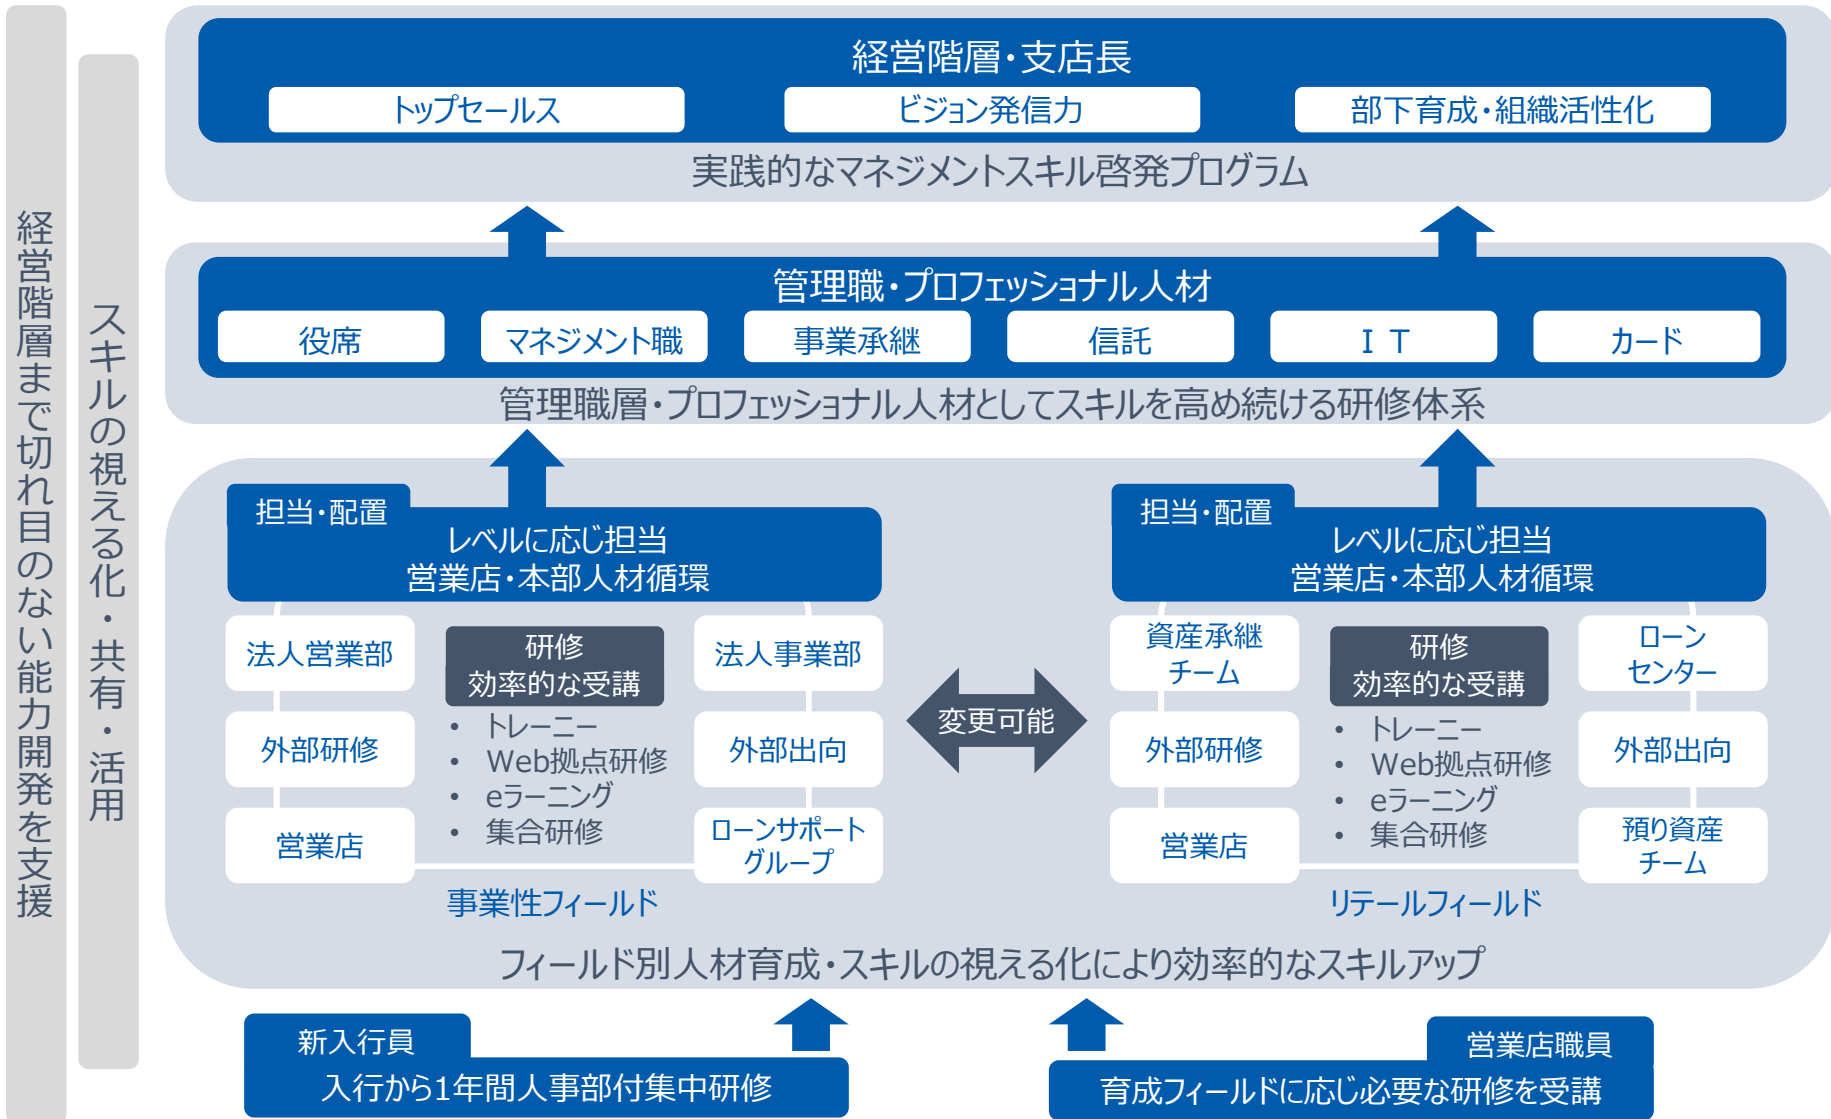 経営階層まで切れ目のない能力開発を支援
スキルの視える化・共有・活用
経営階層・支店長
トップセールス
ビジョン発信力
部下育成・組織活性化
実践的なマネジメントスキル啓発プログラム
管理職・プロフェッショナル人材
役席
マネジメント職
事業承継
信託
ＩＴ
カード
管理職層・プロフェッショナル人材としてスキルを高め続ける研修体系
担当・配置
レベルに応じ担当
営業店・本部人材循環
法人営業部
外部研修
営業店
研修
効率的な受講
• トレーニー
• Web拠点研修
• eラーニング
• 集合研修
法人事業部
外部出向
ローンサポート
グループ
事業性フィールド
変更可能
担当・配置
レベルに応じ担当
営業店・本部人材循環
資産承継
チーム
外部研修
営業店
研修
効率的な受講
• トレーニー
• Web拠点研修
• eラーニング
• 集合研修
ローン
センター
外部出向
預り資産
チーム
リテールフィールド
フィールド別人材育成・スキルの視える化により効率的なスキルアップ
新入行員
入行から1年間人事部付集中研修
営業店職員
育成フィールドに応じ必要な研修を受講